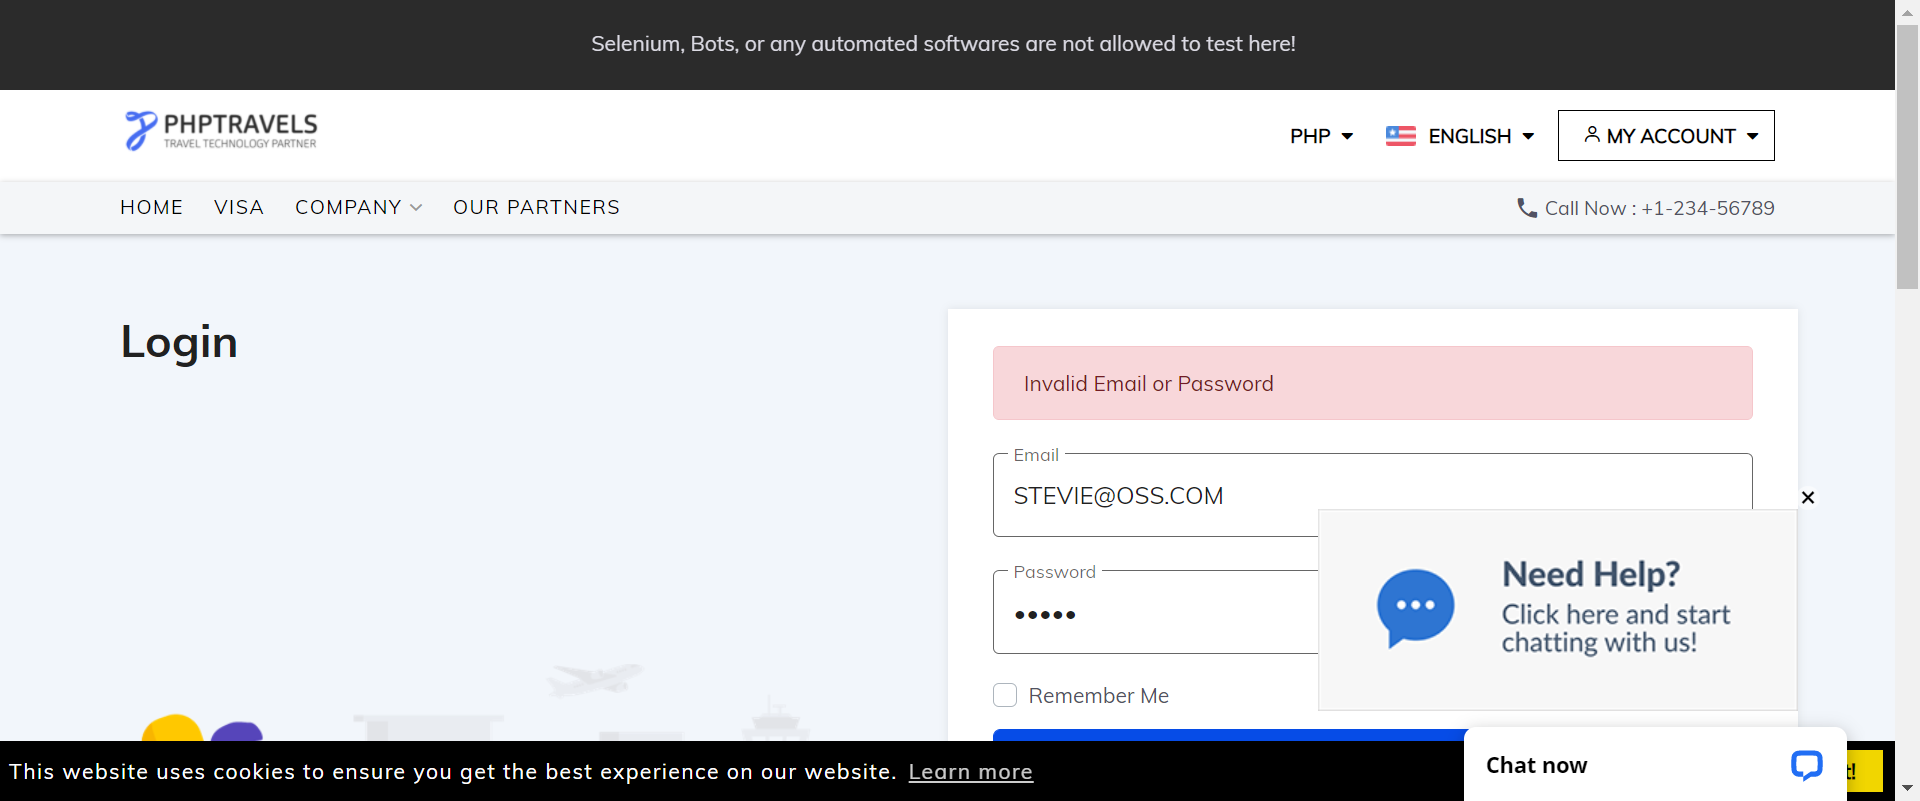 Selenium, Bots, or any automated softwares are not allowed to test here!
PHPTRAVELS
TRAVEL TECHNOLOGY PARTNER
PHP
ENGLISH
MY ACCOUNT
HOME VISA COMPANY OUR PARTNERS
Call Now : +1-234-56789
Login
Invalid Email or Password
Email
STEVIE@OSS.COM
Password
Need Help?
Click here and start
chatting with us!
Remember Me
This website uses cookies to ensure you get the best experience on our website. Learn more
Chat now